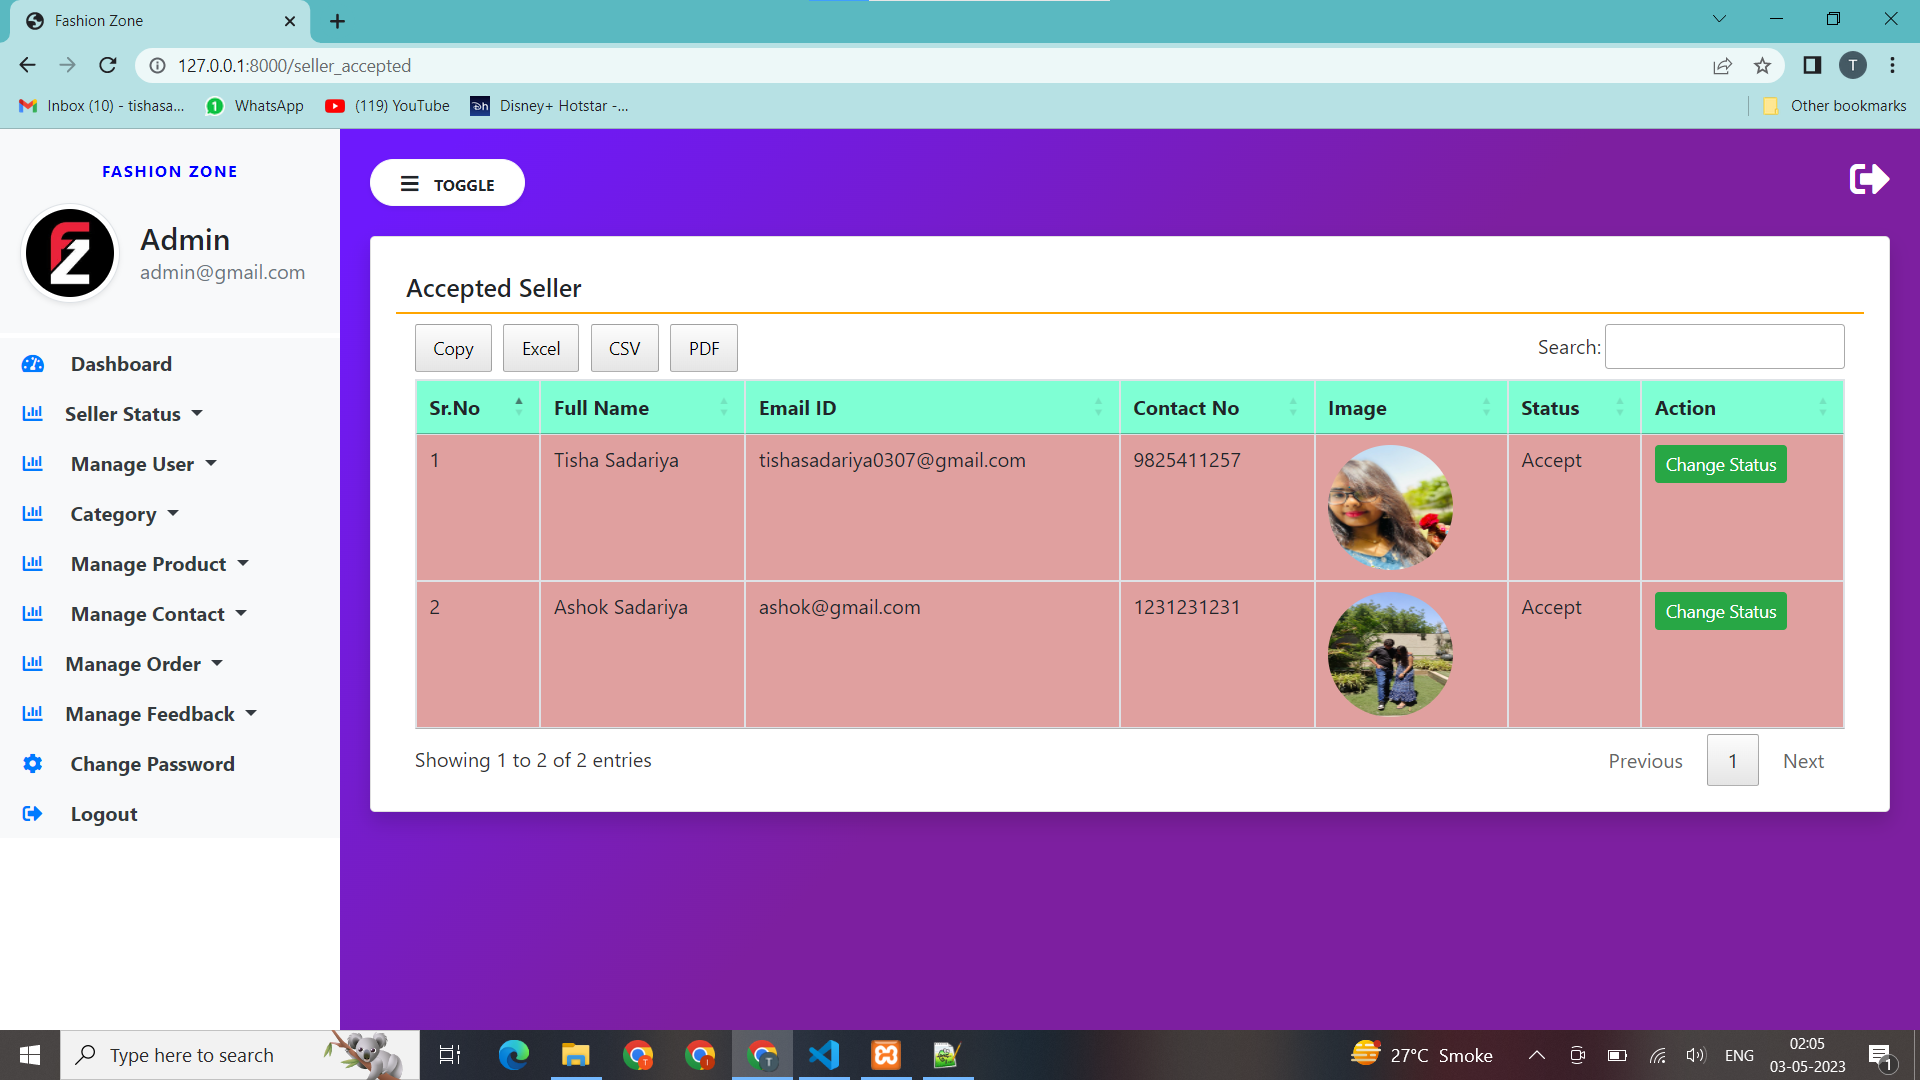 Fashion Zone
127.0.0.1:8000/seller_accepted
T
Inbox (10) - tishasa...
WhatsApp
(119) YouTube
Disney+ Hotstar -...
Other bookmarks
FASHION ZONE
FZ
Admin
admin@gmail.com
Dashboard
Seller Status
Manage User
Category
Manage Product
Manage Contact
Manage Order
Manage Feedback
Change Password
Logout
TOGGLE
Accepted Seller
Copy Excel CSV PDF
Search:
Sr.No Full Name Email ID Contact No Image Status Action
1 Tisha Sadariya tishasadariya0307@gmail.com 9825411257 Accept Change Status
2 Ashok Sadariya ashok@gmail.com 1231231231 Accept Change Status
Showing 1 to 2 of 2 entries
Previous 1 Next
Type here to search
27°C Smoke
ENG
02:05
03-05-2023
1